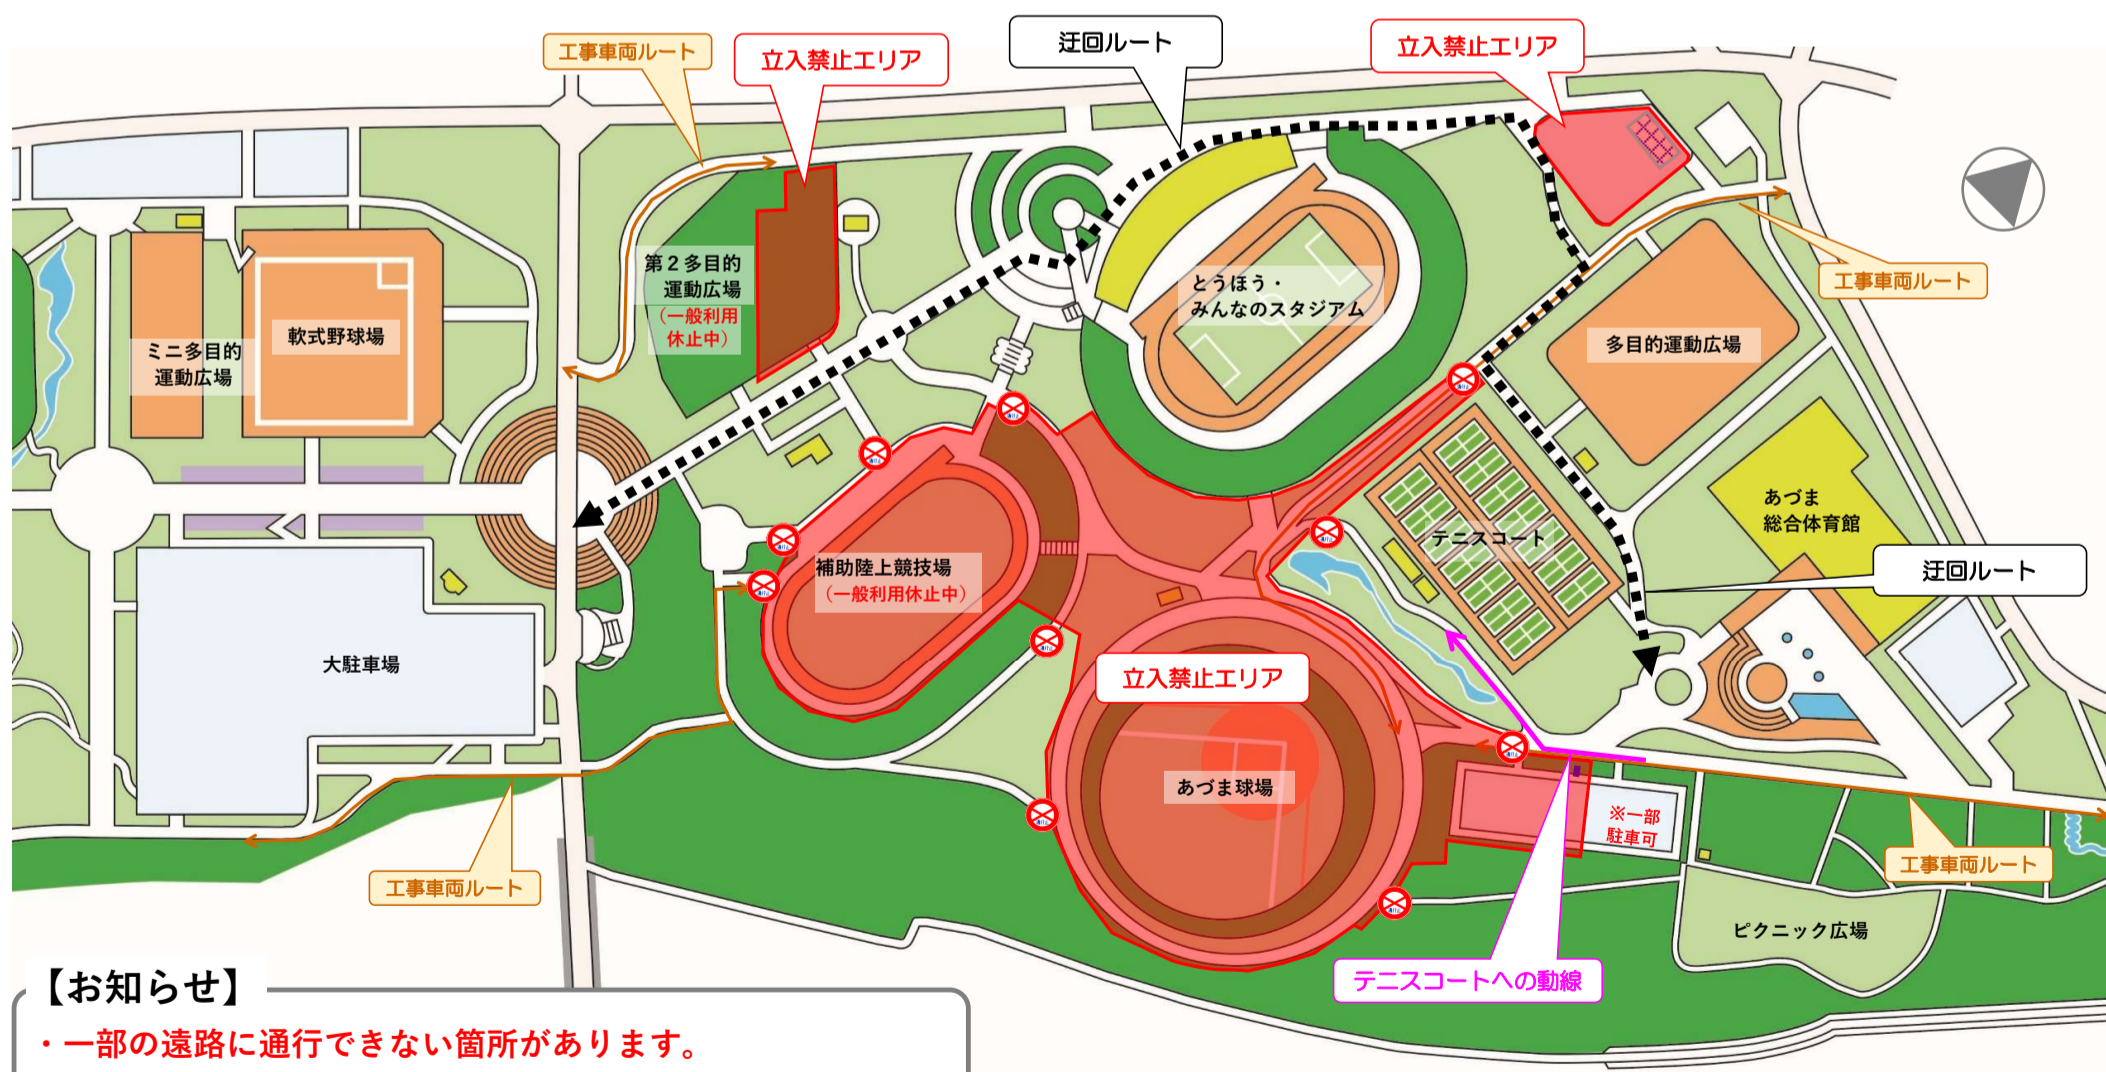 工事車両ルート
立入禁止エリア
迂回ルート
立入禁止エリア
工事車両ルート
第２多目的
運動広場
（一般利用
休止中）
とうほう・
みんなのスタジアム
軟式野球場
ミニ多目的
運動広場
多目的運動広場
あづま
総合体育館
テニスコート
迂回ルート
補助陸上競技場
（一般利用休止中）
大駐車場
立入禁止エリア
あづま球場
※一部
駐車可
工事車両ルート
工事車両ルート
ピクニック広場
テニスコートへの動線
【お知らせ】
・一部の遠路に通行できない箇所があります。